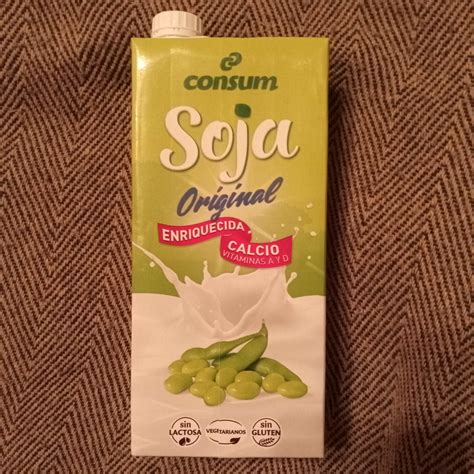 consum
Soja
Original
ENRIQUECIDA
CALCIO
VITAMINAS A Y D
sin
LACTOSA
VEGETARIANOS
sin
GLUTEN